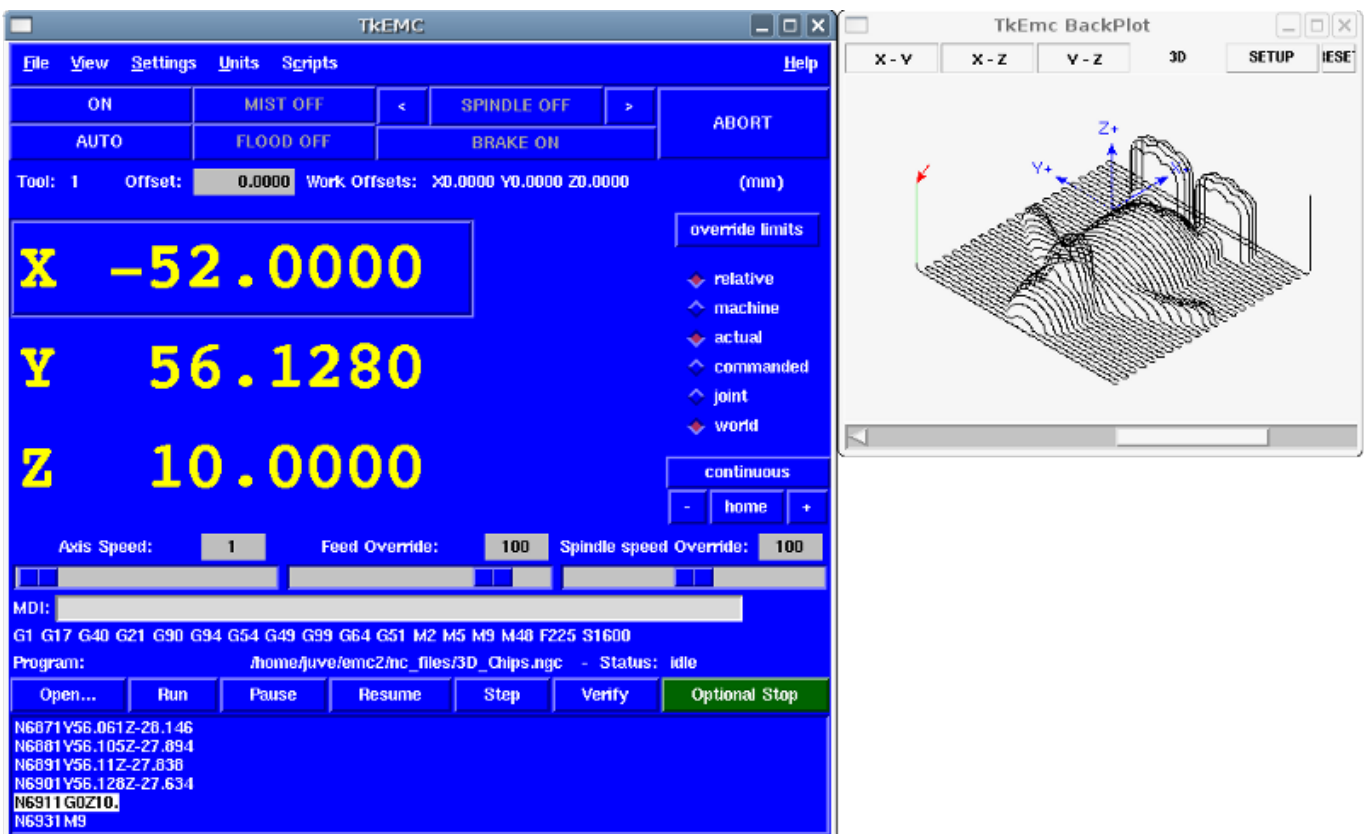 TkEMC
File View Settings Units Scripts Help
ON MIST OFF < SPINDLE OFF > ABORT
AUTO FLOOD OFF BRAKE ON
Tool: 1 Offset: 0.0000 Work Offsets: X0.0000 Y0.0000 Z0.0000 (mm)
override limits
X -52.0000
relative
machine
Y 56.1280
actual
commanded
joint
world
Z 10.0000
continuous
- home +
Axis Speed: 1 Feed Override: 100 Spindle speed Override: 100
MDI:
G1 G17 G40 G21 G90 G94 G54 G49 G99 G64 G51 M2 M5 M9 M48 F225 S1600
Program: /home/juve/emc2/nc_files/3D_Chips.ngc - Status: idle
Open... Run Pause Resume Step Verify Optional Stop
N6871Y56.061Z-28.146
N6881Y56.105Z-27.894
N6891Y56.11Z-27.838
N6901Y56.128Z-27.634
N6911G0Z10.
N6931M9
TkEmc BackPlot
X - Y X - Z Y - Z 3D SETUP RESET
Z+
Y+ X+